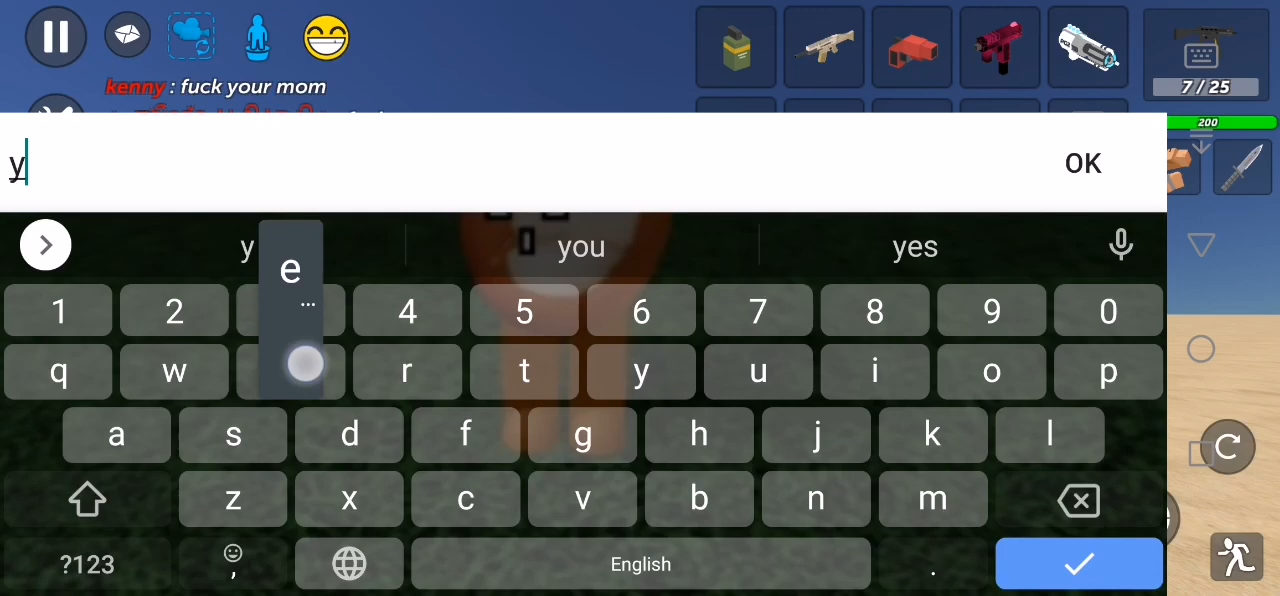 kenny : fuck your mom
7 / 25
200
y
OK
y
you
yes
e
...
1 2 4 5 6 7 8 9 0
q w r t y u i o p
a s d f g h j k l
z x c v b n m
?123
,
English
.